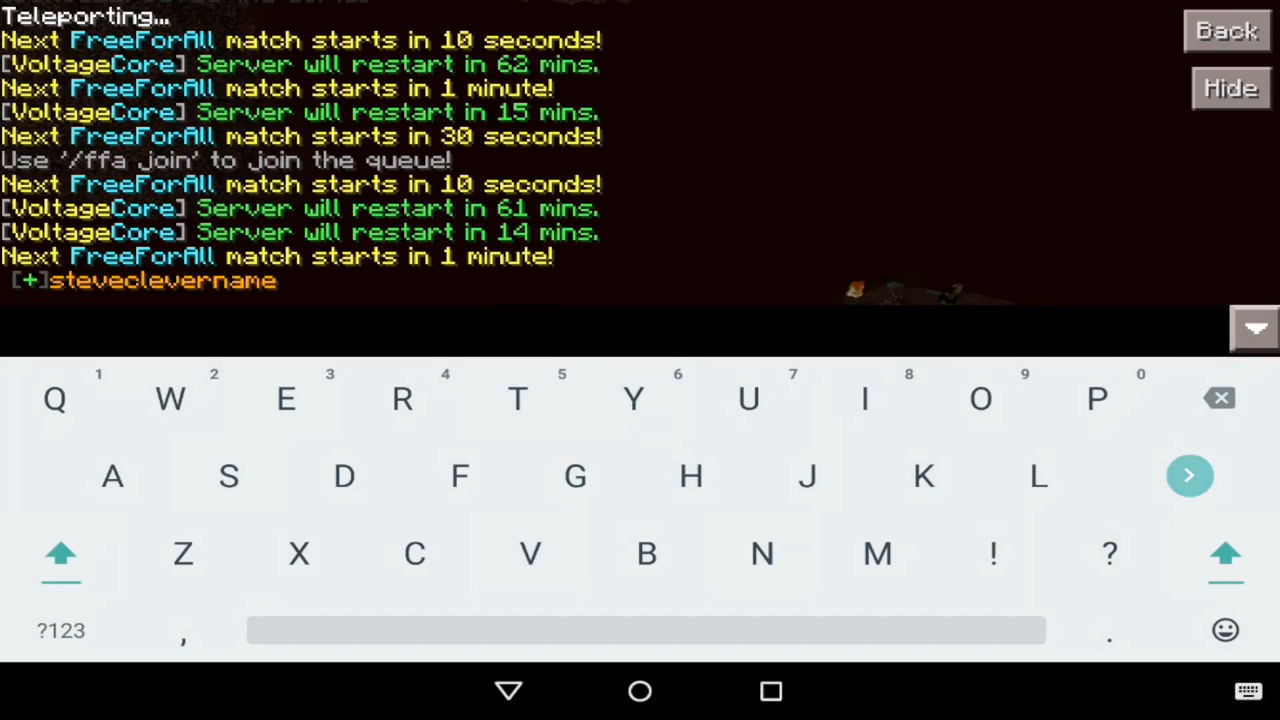 Teleporting...
Next FreeForAll match starts in 10 seconds!
[VoltageCore] Server will restart in 62 mins.
Next FreeForAll match starts in 1 minute!
[VoltageCore] Server will restart in 15 mins.
Next FreeForAll match starts in 30 seconds!
Use '/ffa join' to join the queue!
Next FreeForAll match starts in 10 seconds!
[VoltageCore] Server will restart in 61 mins.
[VoltageCore] Server will restart in 14 mins.
Next FreeForAll match starts in 1 minute!
[+]steveclevername
Back
Hide
1 2 3 4 5 6 7 8 9 0
Q W E R T Y U I O P
A S D F G H J K L
Z X C V B N M ! ?
?123 , .